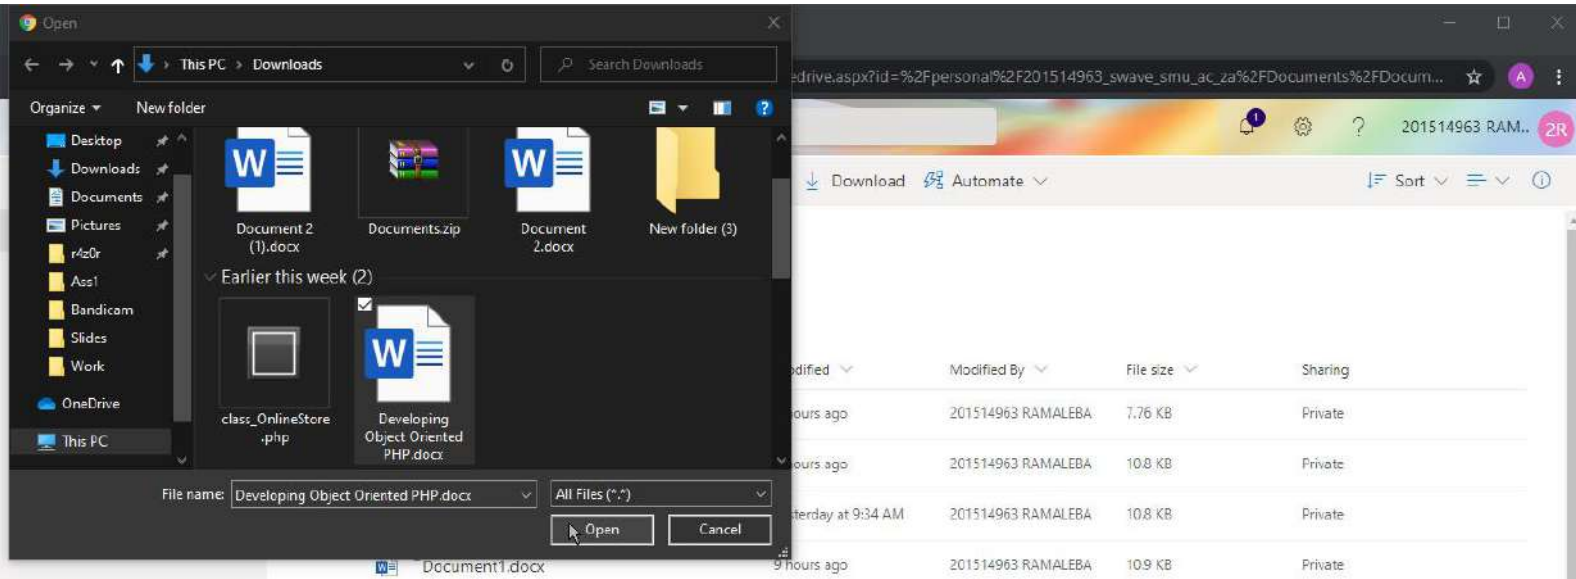 Open
This PC > Downloads
Search Downloads
Organize
New folder
Desktop
Downloads
Documents
Pictures
r4z0r
Ass1
Bandicam
Slides
Work
OneDrive
This PC
Document 2
(1).docx
Documents.zip
Document
2.docx
New folder (3)
Earlier this week (2)
class_OnlineStore
.php
Developing
Object Oriented
PHP.docx
File name:
Developing Object Oriented PHP.docx
All Files (*.*)
Open
Cancel
edrive.aspx?id=%2Fpersonal%2F201514963_swave_smu_ac_za%2FDocuments%2FDocum...
A
1
?
201514963 RAM..
2R
Download
Automate
Sort
odified
Modified By
File size
Sharing
ours ago
201514963 RAMALEBA
7.76 KB
Private
ours ago
201514963 RAMALEBA
10.8 KB
Private
terday at 9:34 AM
201514963 RAMALEBA
10.8 KB
Private
Document1.docx
9 hours ago
201514963 RAMALEBA
10.9 KB
Private